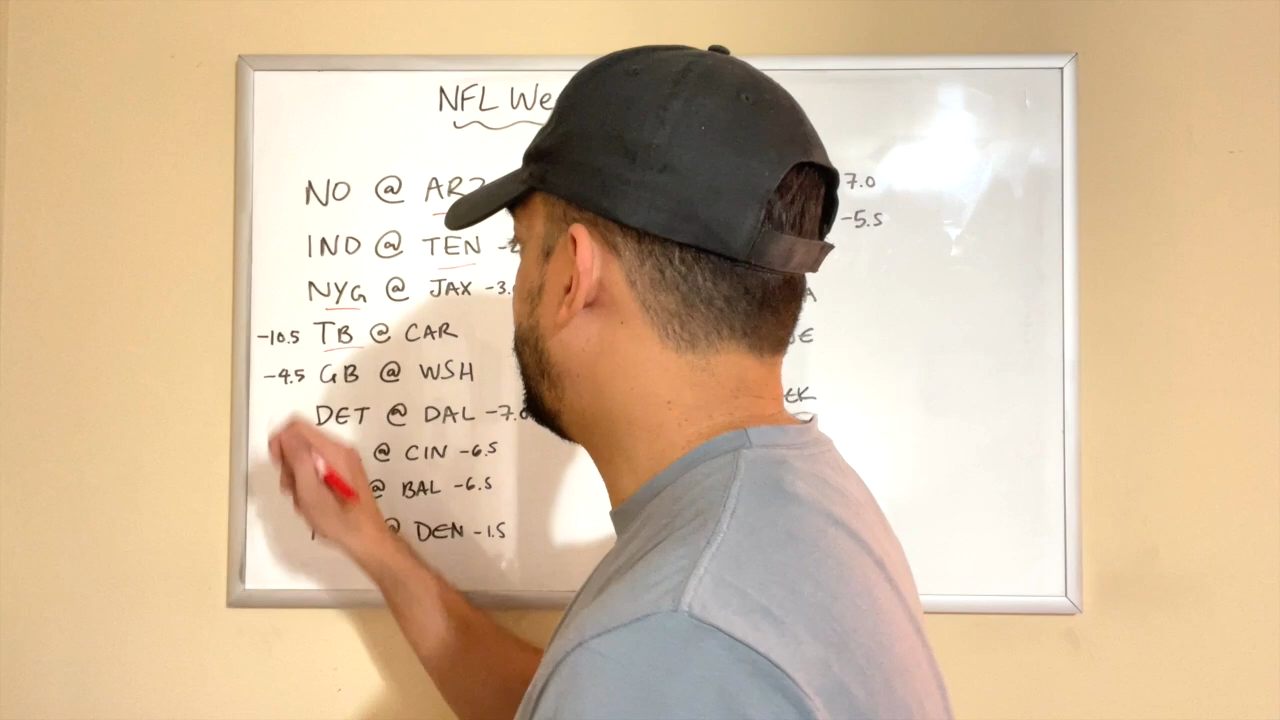 NFL We
NO @ ARZ
IND @ TEN
NYG @ JAX -3.
-10.5 TB @ CAR
-4.5 GB @ WSH
DET @ DAL -7.0
@ CIN -6.5
@ BAL -6.5
@ DEN -1.5
7.0
-5.5